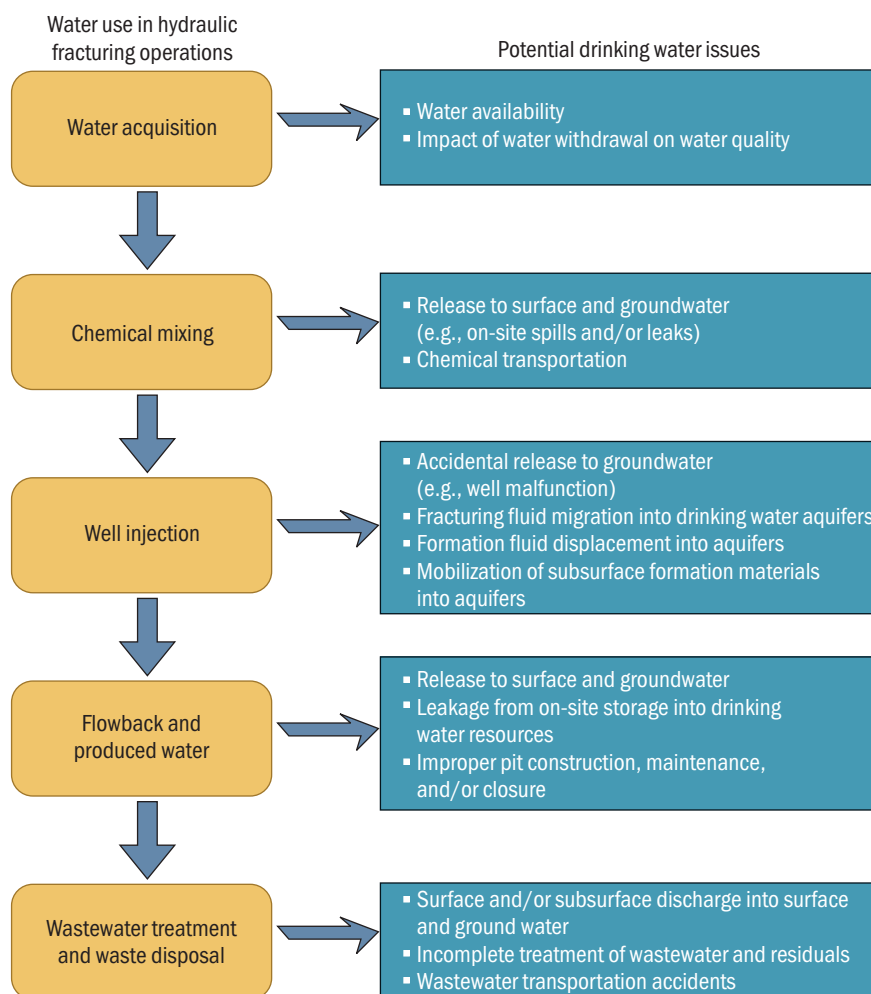 Water use in hydraulic
fracturing operations
Potential drinking water issues
Water acquisition
▪ Water availability
▪ Impact of water withdrawal on water quality
Chemical mixing
▪ Release to surface and groundwater
(e.g., on-site spills and/or leaks)
▪ Chemical transportation
Well injection
▪ Accidental release to groundwater
(e.g., well malfunction)
▪ Fracturing fluid migration into drinking water aquifers
▪ Formation fluid displacement into aquifers
▪ Mobilization of subsurface formation materials
into aquifers
Flowback and
produced water
▪ Release to surface and groundwater
▪ Leakage from on-site storage into drinking
water resources
▪ Improper pit construction, maintenance,
and/or closure
Wastewater treatment
and waste disposal
▪ Surface and/or subsurface discharge into surface
and ground water
▪ Incomplete treatment of wastewater and residuals
▪ Wastewater transportation accidents